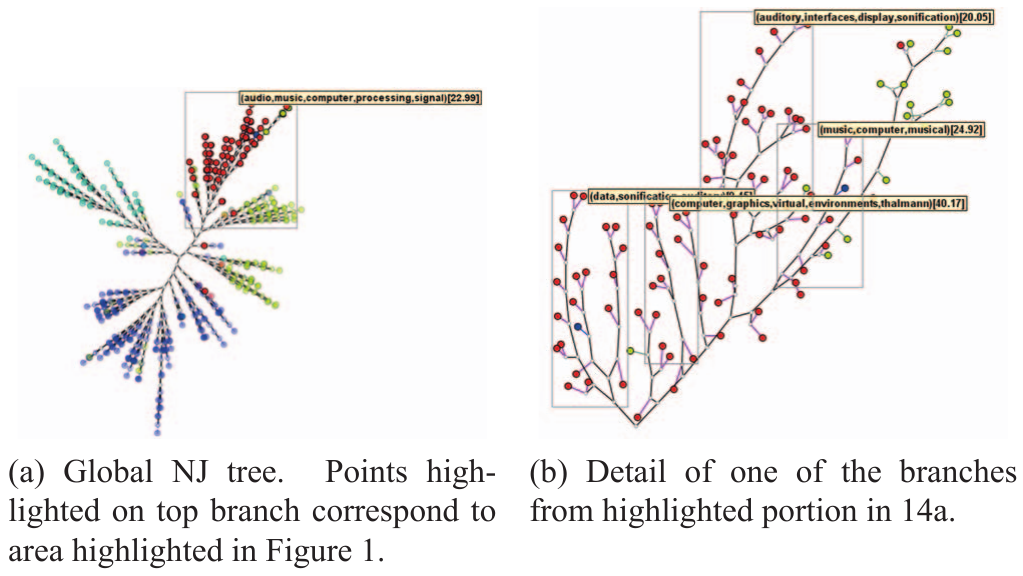 (auditory,interfaces,display,sonification)[20.05]
(audio,music,computer,processing,signal)[22.99]
(music,computer,musical)[24.92]
(data,sonification,
(computer,graphics,virtual,environments,thalmann)[40.17]
(a) Global NJ tree. Points high-
lighted on top branch correspond to
area highlighted in Figure 1.
(b) Detail of one of the branches
from highlighted portion in 14a.